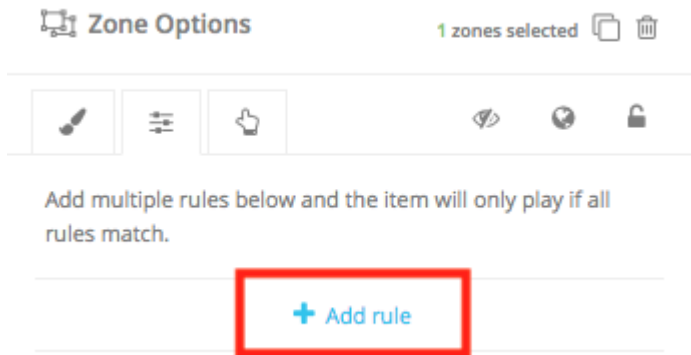 Zone Options
1 zones selected
Add multiple rules below and the item will only play if all
rules match.
Add rule